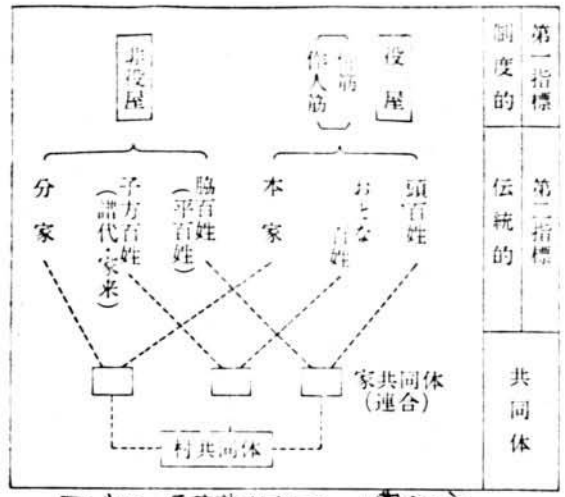 第一指標
制度的
役屋
作人筋
非役屋
第二指標
伝統的
頭百姓
おとな百姓
本家
脇百姓
(平百姓)
子方百姓
(譜代・家来)
分家
共同体
家共同体
(連合)
村共同体